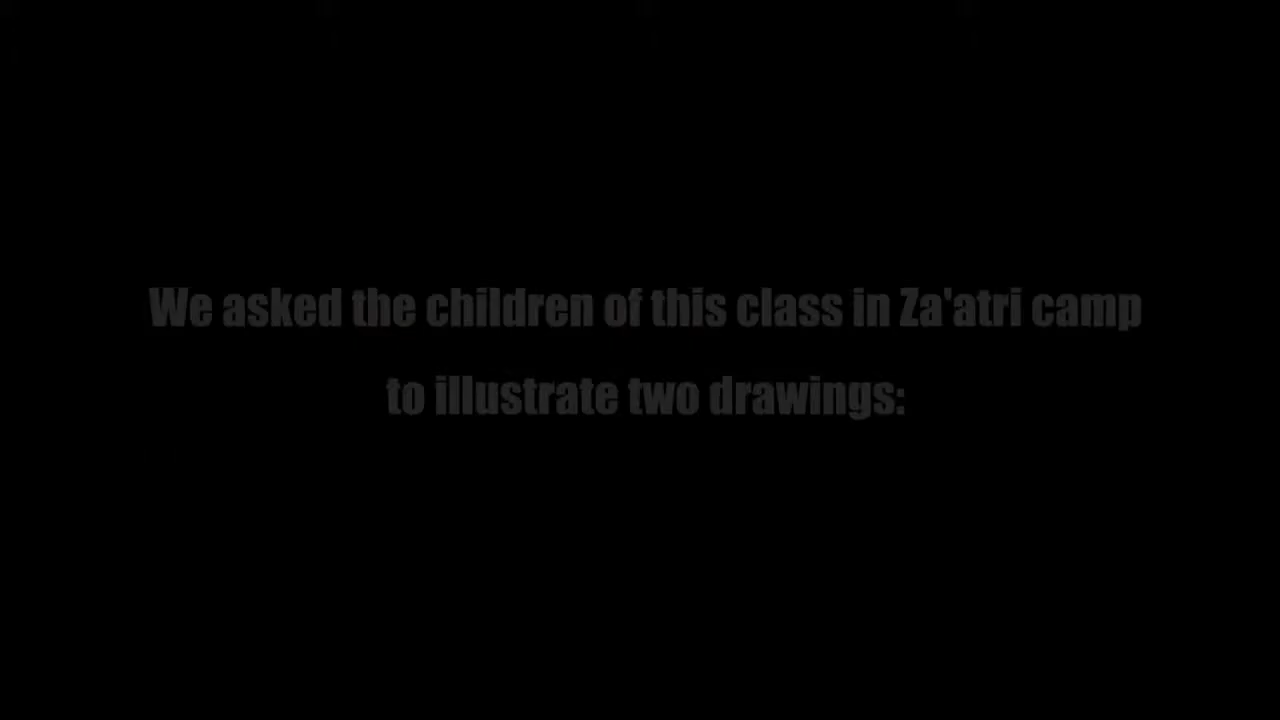 We asked the children of this class in Za'atri camp
to illustrate two drawings: